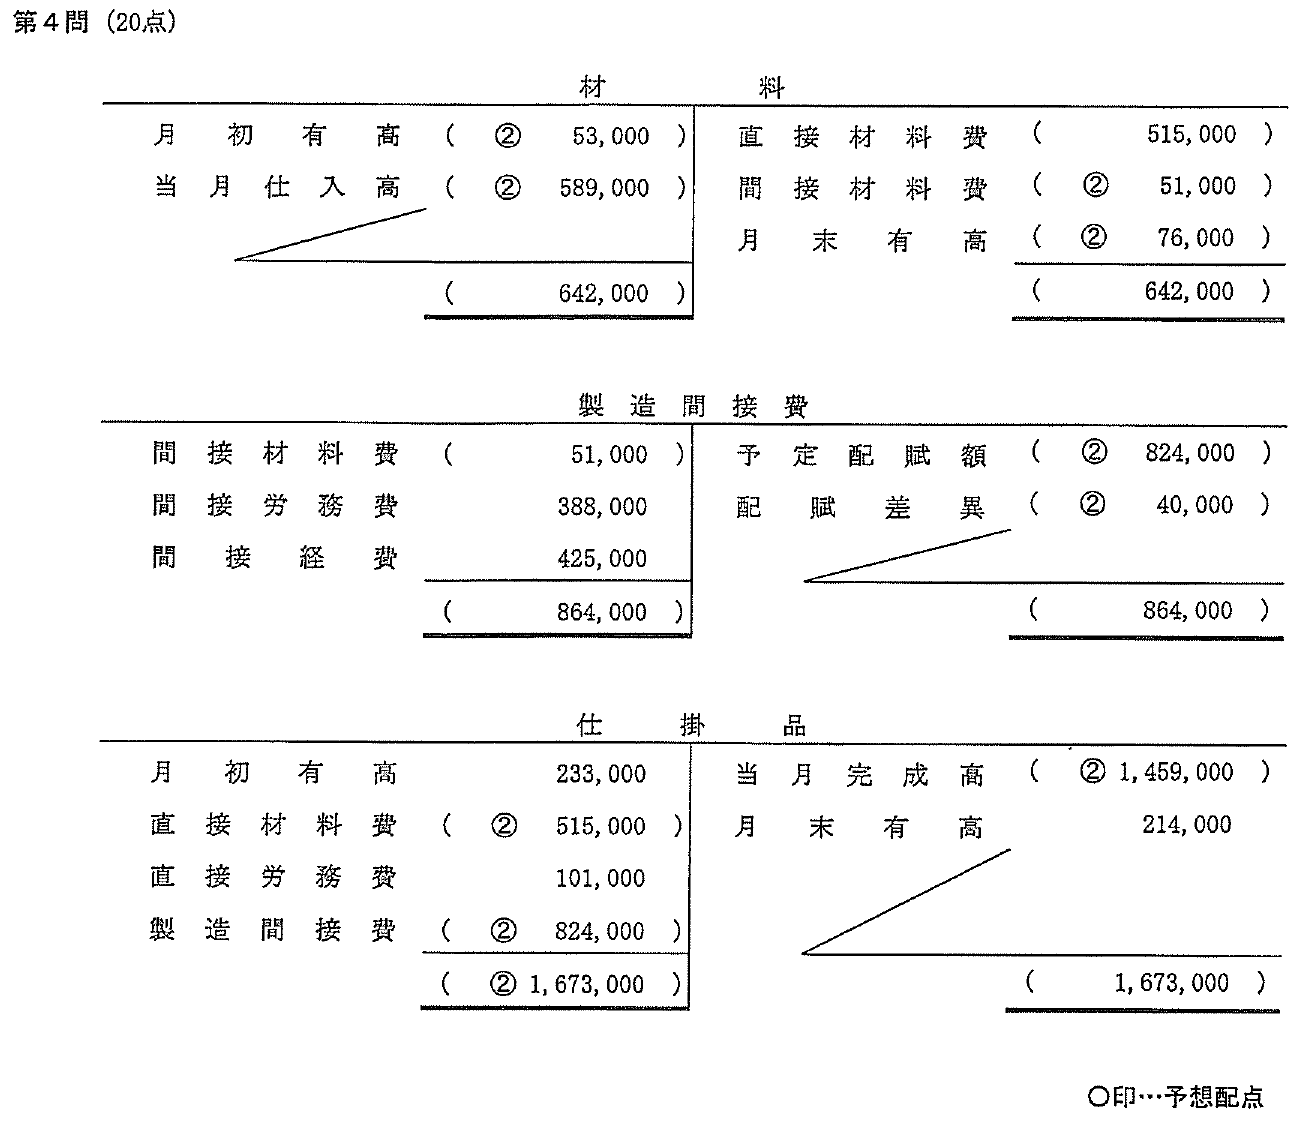 第4問（20点）
材 料
月初有高 （ ② 53,000 ） 直接材料費 （ 515,000 ）
当月仕入高 （ ② 589,000 ） 間接材料費 （ ② 51,000 ）
月末有高 （ ② 76,000 ）
（ 642,000 ） （ 642,000 ）
製造間接費
間接材料費 （ 51,000 ） 予定配賦額 （ ② 824,000 ）
間接労務費 388,000 配賦差異 （ ② 40,000 ）
間接経費 425,000
（ 864,000 ） （ 864,000 ）
仕掛品
月初有高 233,000 当月完成高 （ ② 1,459,000 ）
直接材料費 （ ② 515,000 ） 月末有高 214,000
直接労務費 101,000
製造間接費 （ ② 824,000 ）
（ ② 1,673,000 ） （ 1,673,000 ）
○印…予想配点